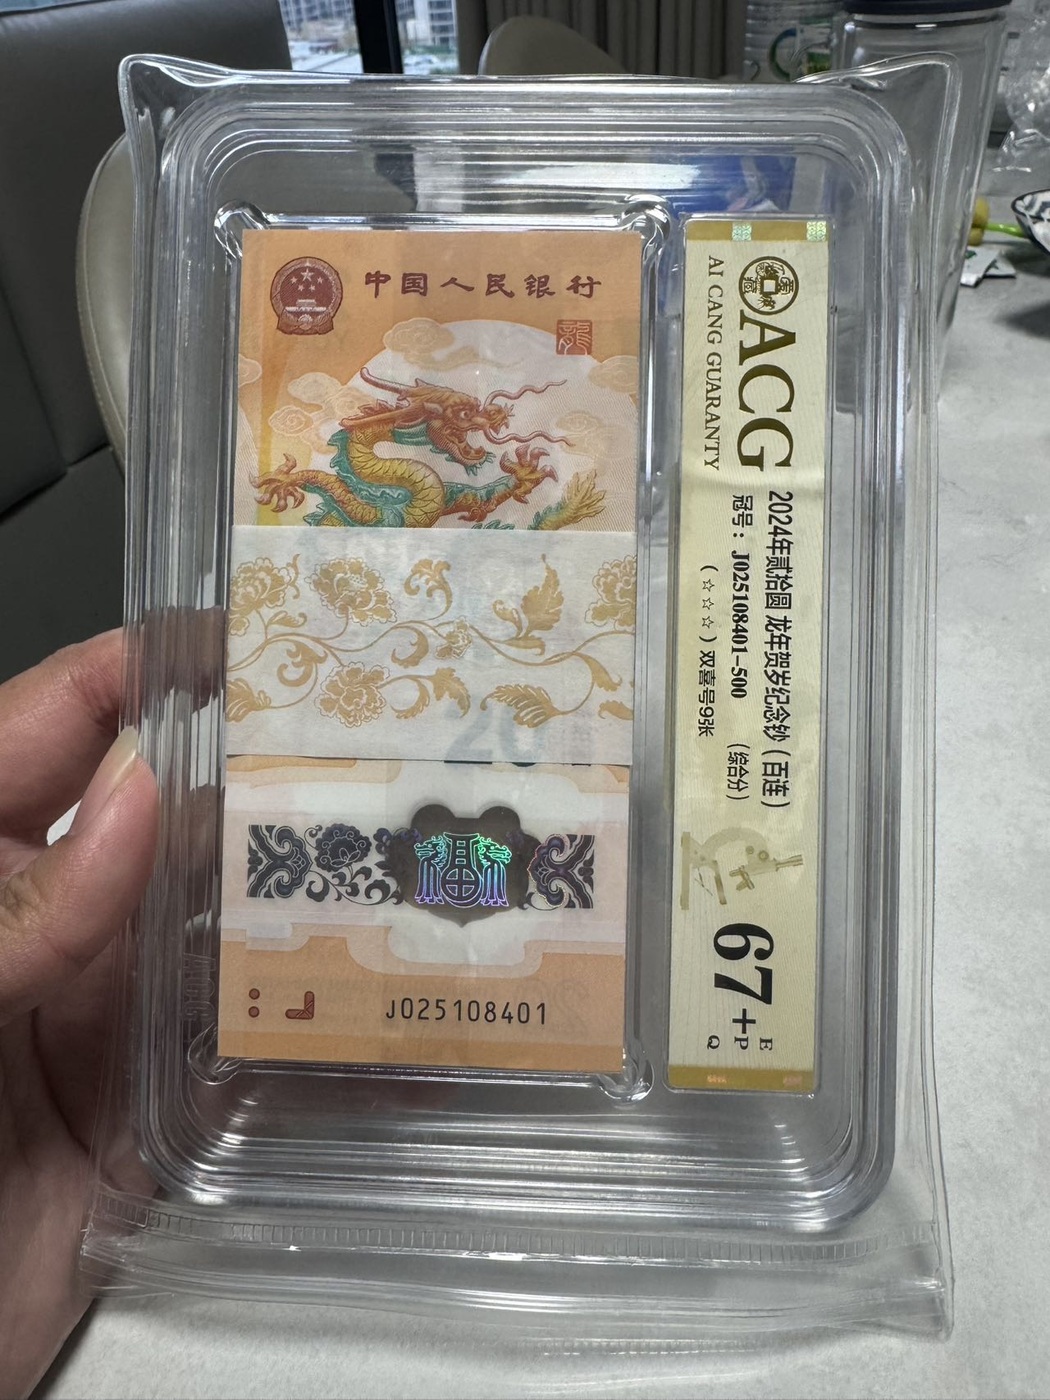 中国人民银行
龍
20
J025108401
ACG
AI CANG GUARANTY
2024年贰拾圆 龙年贺岁纪念钞（百连）
冠号：J025108401-500 （综合分）
（☆☆☆）双喜号9张
67+
E
P
Q